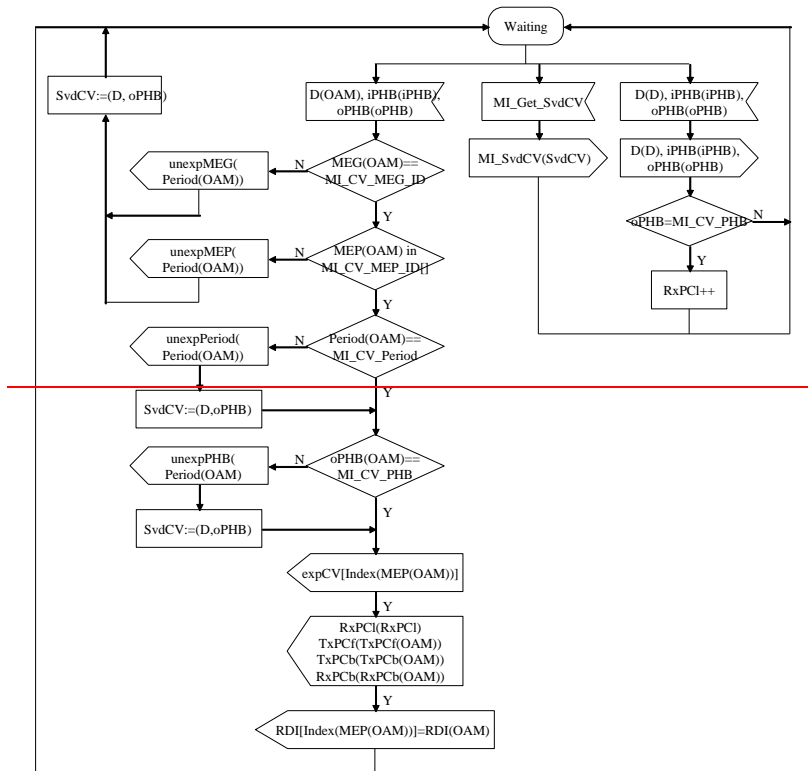 Waiting
SvdCV:=(D, oPHB)
D(OAM), iPHB(iPHB),
oPHB(oPHB)
MI_Get_SvdCV
D(D), iPHB(iPHB),
oPHB(oPHB)
unexpMEG(
Period(OAM))
N
MEG(OAM)==
MI_CV_MEG_ID
MI_SvdCV(SvdCV)
D(D), iPHB(iPHB),
oPHB(oPHB)
Y
oPHB=MI_CV_PHB
N
unexpMEP(
Period(OAM))
N
MEP(OAM) in
MI_CV_MEP_ID[]
Y
RxPCl++
Y
unexpPeriod(
Period(OAM))
N
Period(OAM)==
MI_CV_Period
Y
SvdCV:=(D,oPHB)
unexpPHB(
Period(OAM)
N
oPHB(OAM)==
MI_CV_PHB
Y
SvdCV:=(D,oPHB)
expCV[Index(MEP(OAM))]
Y
RxPCl(RxPCl)
TxPCf(TxPCf(OAM))
TxPCb(TxPCb(OAM))
RxPCb(RxPCb(OAM))
Y
RDI[Index(MEP(OAM))]=RDI(OAM)